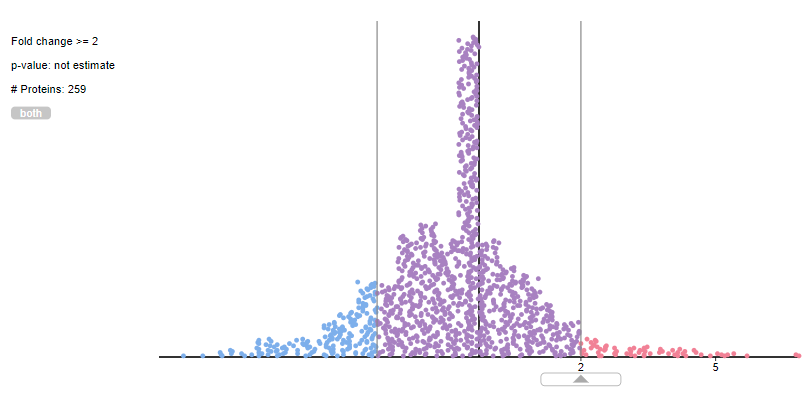 Fold change >= 2
p-value: not estimate
# Proteins: 259
both
2
5